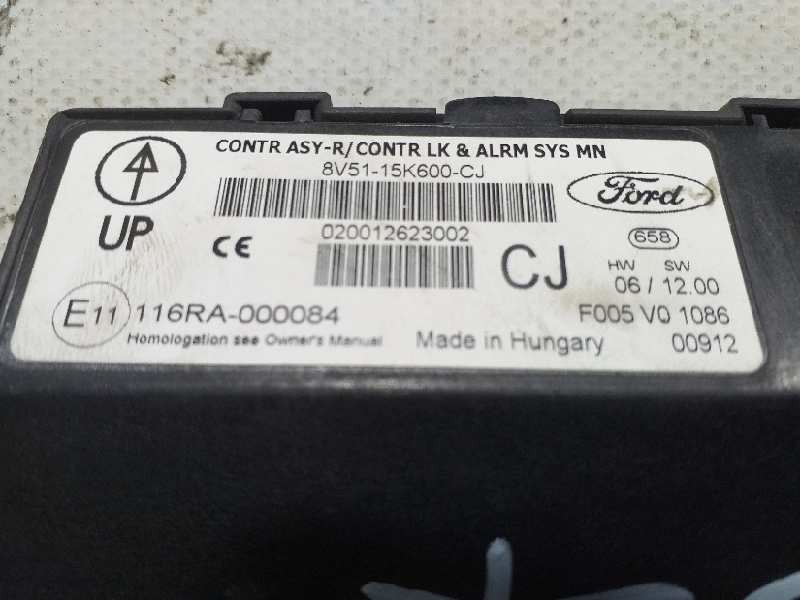 CONTR ASY-R/CONTR LK & ALRM SYS MN
8V51-15K600-CJ
Ford
UP
CE
020012623002
CJ
658
HW SW
06 / 12.00
E11 116RA-000084
F005 V0 1086
Homologation see Owner's Manual
Made in Hungary
00912